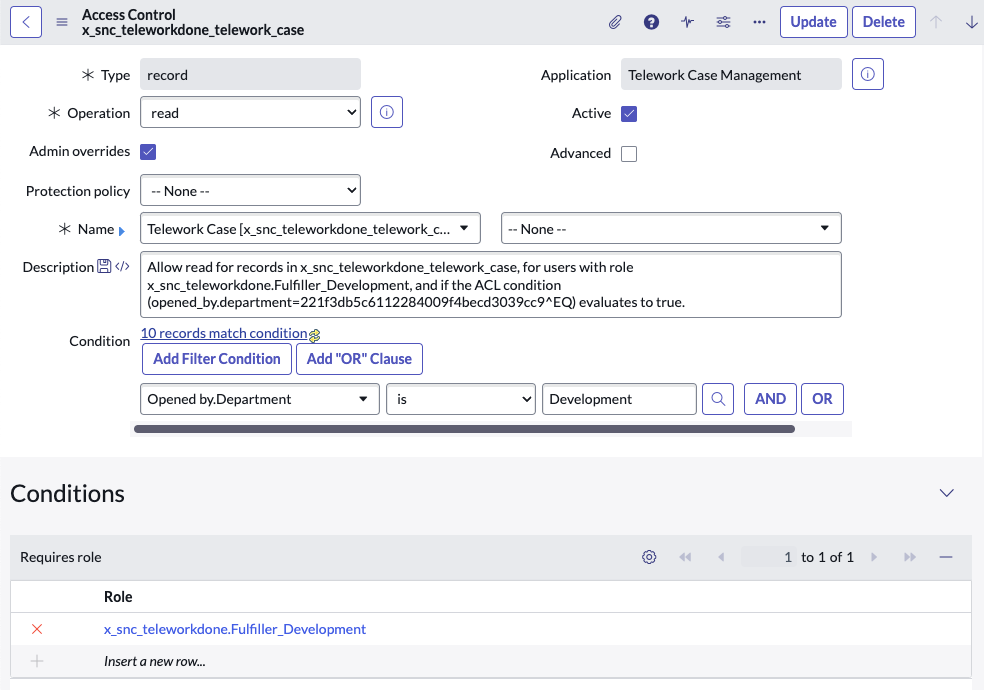 Access Control
x_snc_teleworkdone_telework_case
Update
Delete
Type
record
Application
Telework Case Management
Operation
read
Active
Admin overrides
Advanced
Protection policy
-- None --
Name
Telework Case [x_snc_teleworkdone_telework_c...
-- None --
Description
Allow read for records in x_snc_teleworkdone_telework_case, for users with role
x_snc_teleworkdone.Fulfiller_Development, and if the ACL condition
(opened_by.department=221f3db5c6112284009f4becd3039cc9^EQ) evaluates to true.
Condition
10 records match condition
Add Filter Condition
Add "OR" Clause
Opened by.Department
is
Development
AND
OR
Conditions
Requires role
1 to 1 of 1
Role
x_snc_teleworkdone.Fulfiller_Development
Insert a new row...